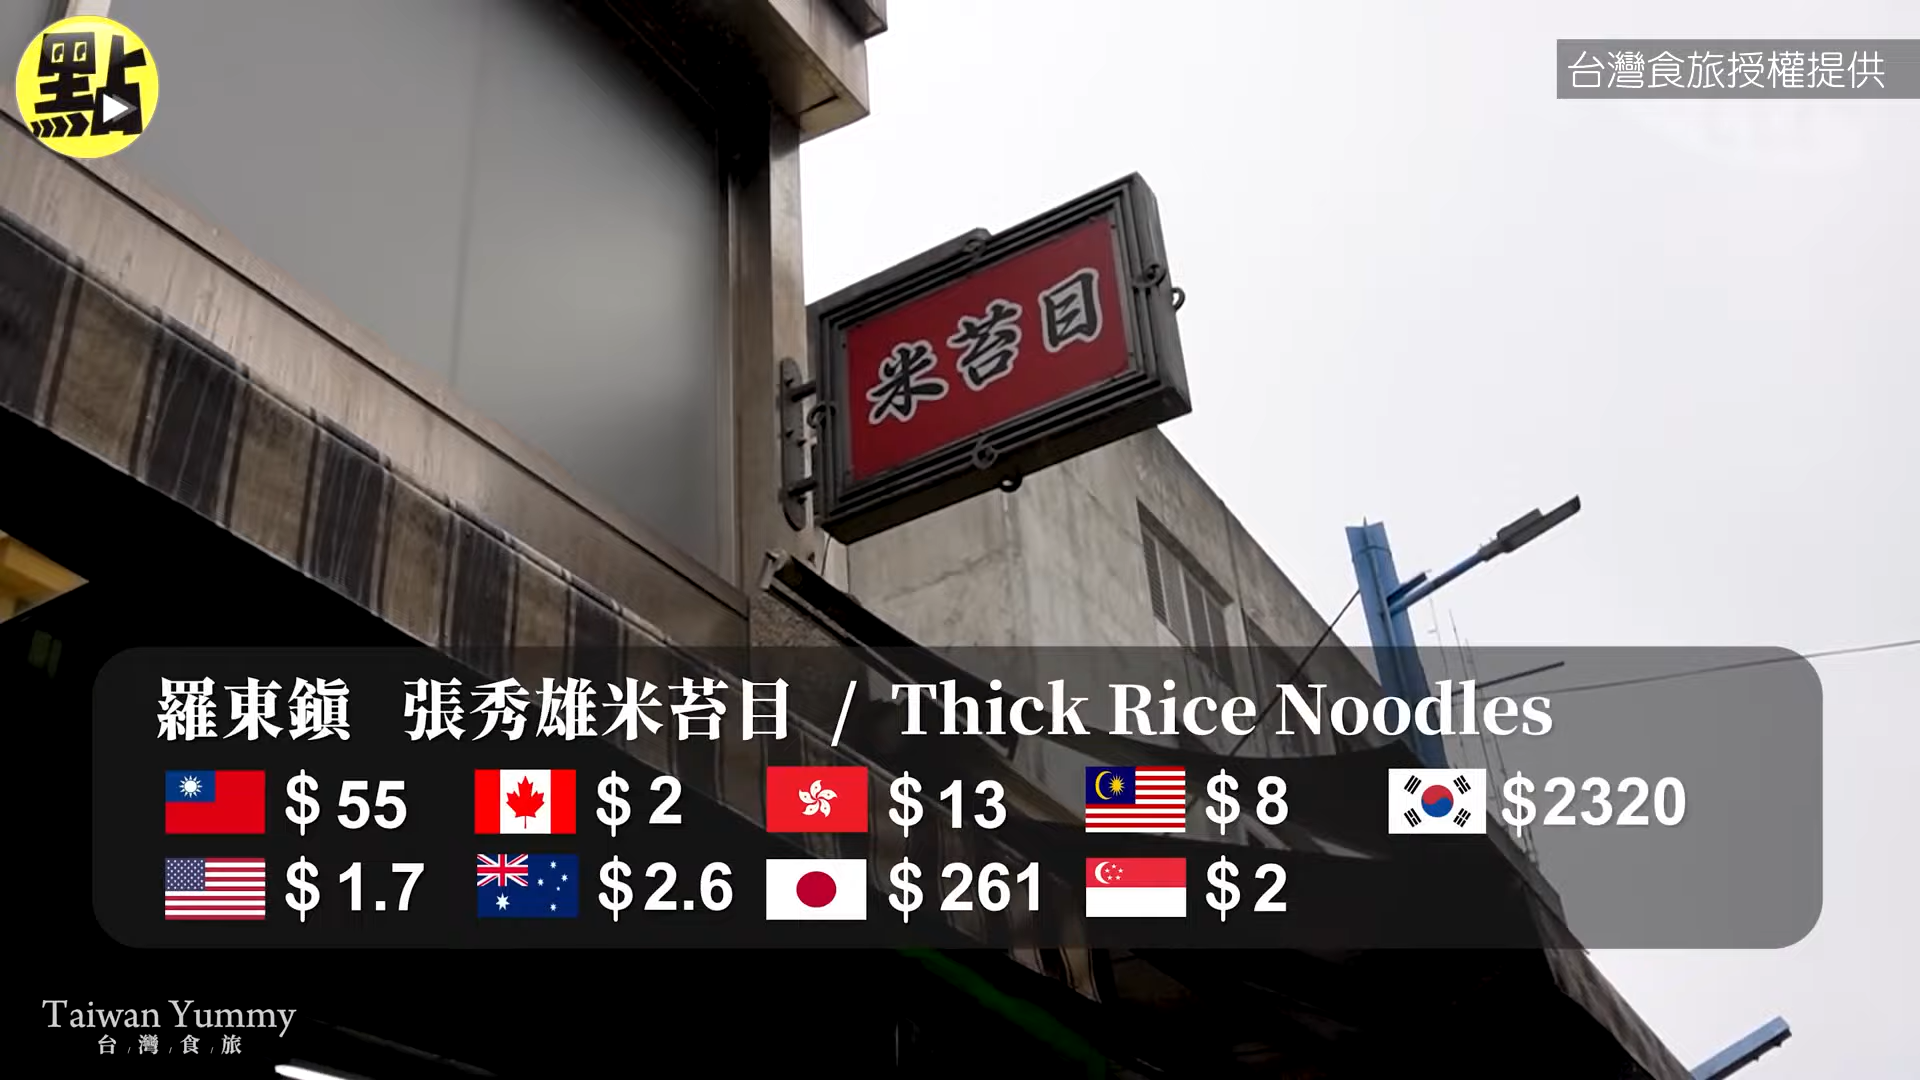 點
台灣食旅授權提供
米苔目
羅東鎮 張秀雄米苔目 / Thick Rice Noodles
$ 55 $ 2 $ 13 $ 8 $2320
$ 1.7 $2.6 $ 261 $ 2
Taiwan Yummy
台 / 灣 / 食 / 旅